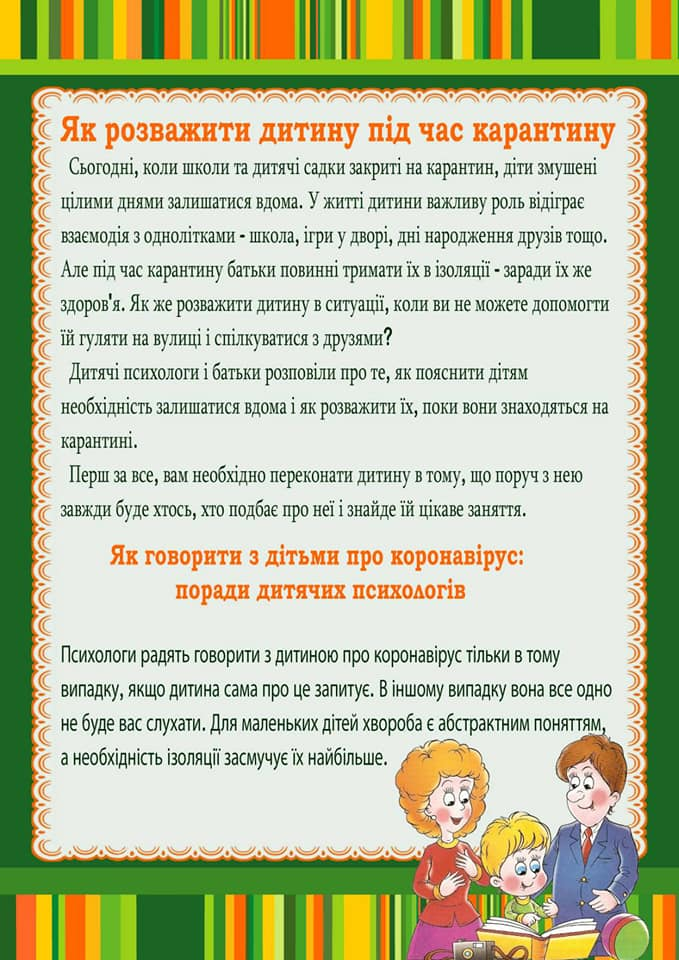 Як розважити дитину під час карантину
Сьогодні, коли школи та дитячі садки закриті на карантин, діти змушені
цілими днями залишатися вдома. У житті дитини важливу роль відіграє
взаємодія з однолітками - школа, ігри у дворі, дні народження друзів тощо.
Але під час карантину батьки повинні тримати їх в ізоляції - заради їх же
здоров'я. Як же розважити дитину в ситуації, коли ви не можете допомогти
їй гуляти на вулиці і спілкуватися з друзями?
Дитячі психологи і батьки розповіли про те, як пояснити дітям
необхідність залишатися вдома і як розважити їх, поки вони знаходяться на
карантині.
Перш за все, вам необхідно переконати дитину в тому, що поруч з нею
завжди буде хтось, хто подбає про неї і знайде їй цікаве заняття.
Як говорити з дітьми про коронавірус:
поради дитячих психологів
Психологи радять говорити з дитиною про коронавірус тільки в тому
випадку, якщо дитина сама про це запитує. В іншому випадку вона все одно
не буде вас слухати. Для маленьких дітей хвороба є абстрактним поняттям,
а необхідність ізоляції засмучує їх найбільше.